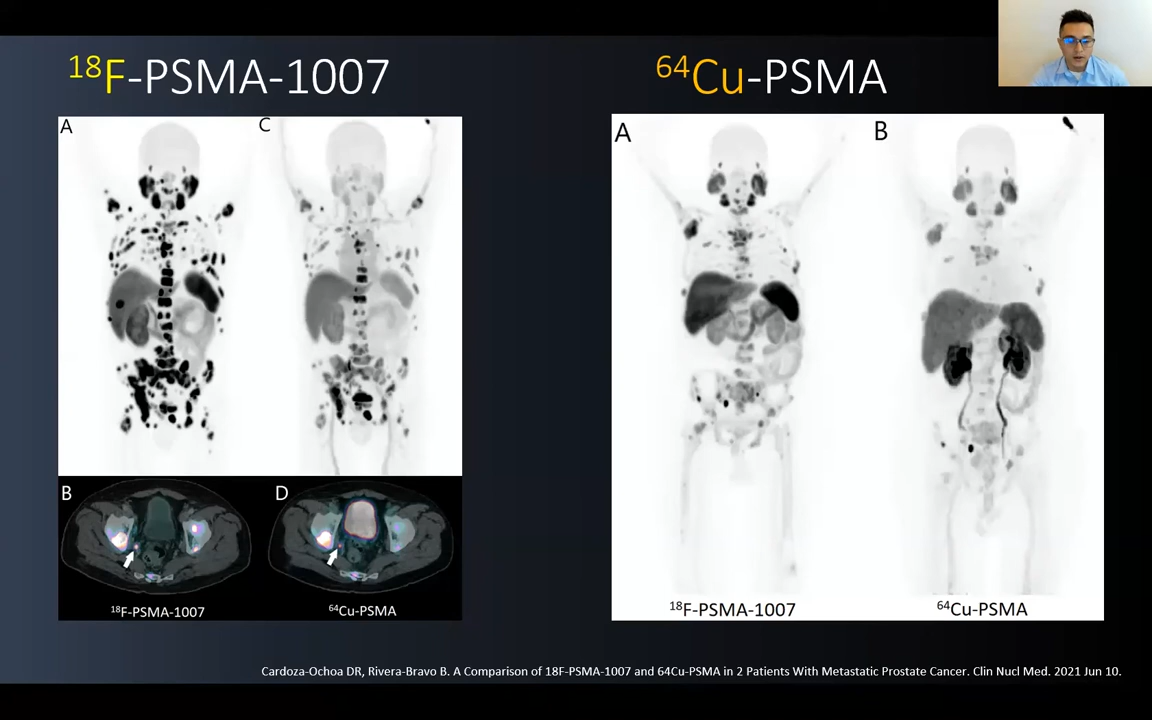 18F-PSMA-1007
64Cu-PSMA
A
C
B
D
18F-PSMA-1007
64Cu-PSMA
A
B
18F-PSMA-1007
64Cu-PSMA
Cardoza-Ochoa DR, Rivera-Bravo B. A Comparison of 18F-PSMA-1007 and 64Cu-PSMA in 2 Patients With Metastatic Prostate Cancer. Clin Nucl Med. 2021 Jun 10.